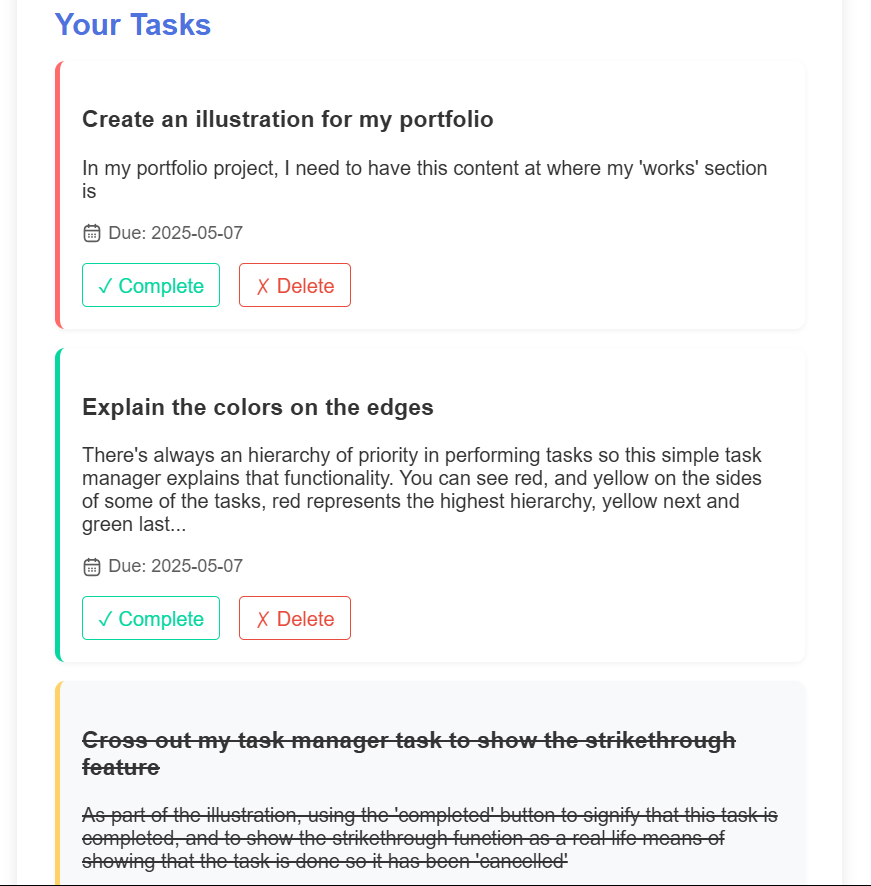 Your Tasks
Create an illustration for my portfolio
In my portfolio project, I need to have this content at where my 'works' section
is
Due: 2025-05-07
✓ Complete
✗ Delete
Explain the colors on the edges
There's always an hierarchy of priority in performing tasks so this simple task
manager explains that functionality. You can see red, and yellow on the sides
of some of the tasks, red represents the highest hierarchy, yellow next and
green last...
Due: 2025-05-07
✓ Complete
✗ Delete
Cross out my task manager task to show the strikethrough
feature
As part of the illustration, using the 'completed' button to signify that this task is
completed, and to show the strikethrough function as a real life means of
showing that the task is done so it has been 'cancelled'